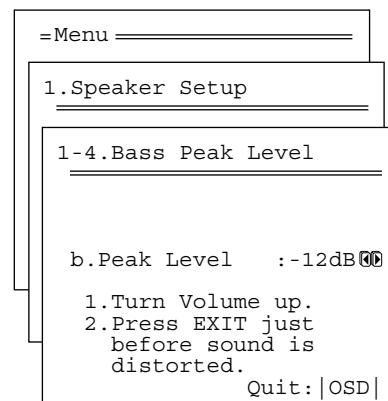 =Menu
1.Speaker Setup
1-4.Bass Peak Level
b.Peak Level :-12dB
1.Turn Volume up.
2.Press EXIT just
before sound is
distorted.
Quit:|OSD|